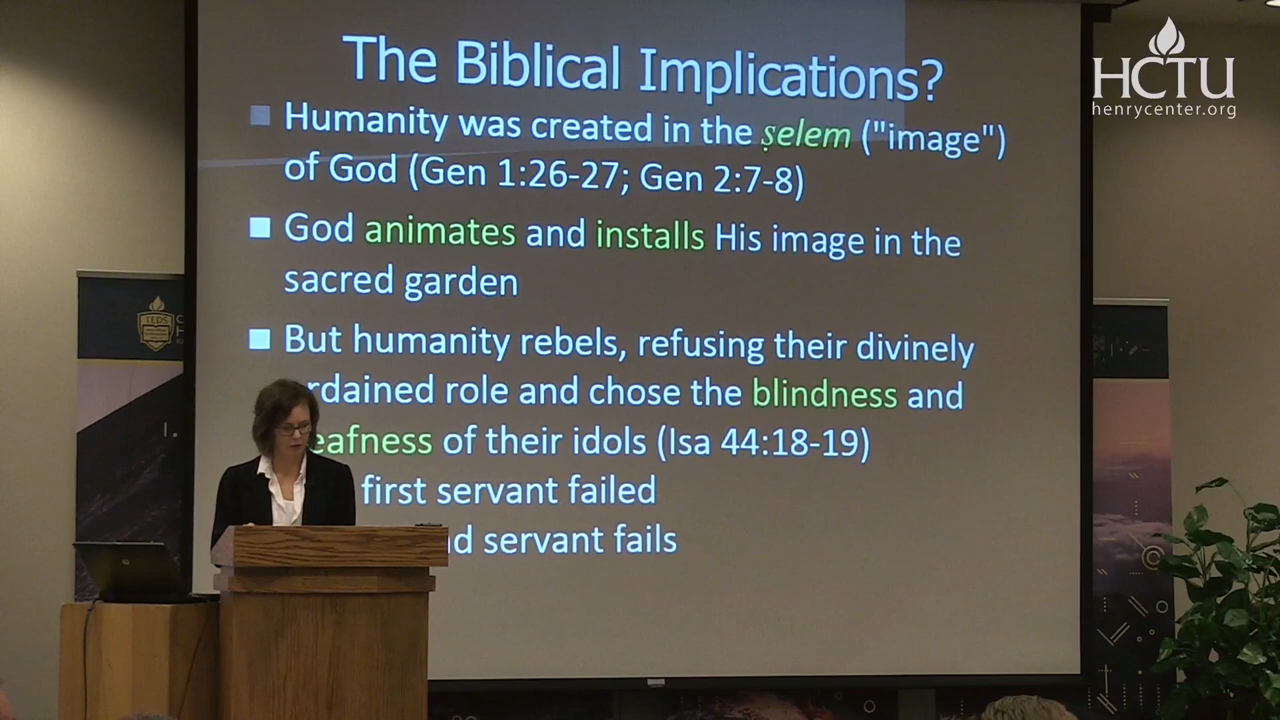 The Biblical Implications?
Humanity was created in the ṣelem ("image")
of God (Gen 1:26-27; Gen 2:7-8)
God animates and installs His image in the
sacred garden
But humanity rebels, refusing their divinely
rdained role and chose the blindness and
eafness of their idols (Isa 44:18-19)
first servant failed
d servant fails
HCTU
henrycenter.org
TEDS